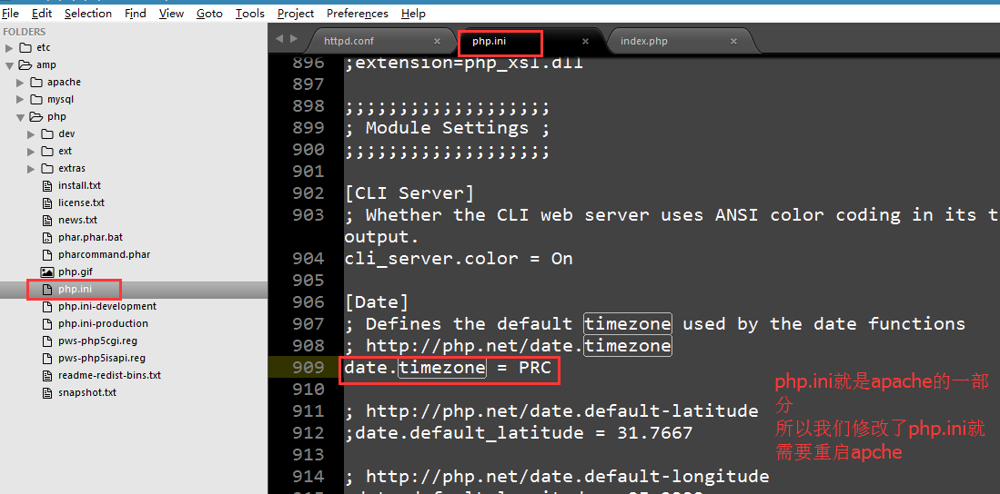 File Edit Selection Find View Goto Tools Project Preferences Help
FOLDERS
etc
amp
apache
mysql
php
dev
ext
extras
install.txt
license.txt
news.txt
phar.phar.bat
pharcommand.phar
php.gif
php.ini
php.ini-development
php.ini-production
pws-php5cgi.reg
pws-php5isapi.reg
readme-redist-bins.txt
snapshot.txt
httpd.conf × php.ini × index.php ×
896 ;extension=php_xsl.dll
897
898 ;;;;;;;;;;;;;;;;;;;
899 ; Module Settings ;
900 ;;;;;;;;;;;;;;;;;;;
901
902 [CLI Server]
903 ; Whether the CLI web server uses ANSI color coding in its t
output.
904 cli_server.color = On
905
906 [Date]
907 ; Defines the default timezone used by the date functions
908 ; http://php.net/date.timezone
909 date.timezone = PRC
910
911 ; http://php.net/date.default-latitude
912 ;date.default_latitude = 31.7667
913
914 ; http://php.net/date.default-longitude
php.ini就是apache的一部
分
所以我们修改了php.ini就
需要重启apche